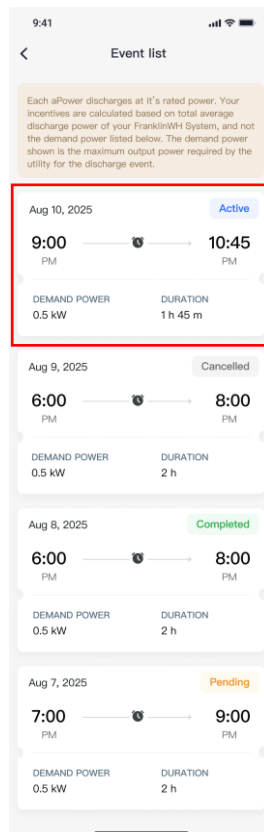 9:41
Event list
Each aPower discharges at it's rated power. Your
incentives are calculated based on total average
discharge power of your FranklinWH System, and not
the demand power listed below. The demand power
shown is the maximum output power required by the
utility for the discharge event.
Aug 10, 2025 Active
9:00 10:45
PM PM
DEMAND POWER DURATION
0.5 kW 1 h 45 m
Aug 9, 2025 Cancelled
6:00 8:00
PM PM
DEMAND POWER DURATION
0.5 kW 2 h
Aug 8, 2025 Completed
6:00 8:00
PM PM
DEMAND POWER DURATION
0.5 kW 2 h
Aug 7, 2025 Pending
7:00 9:00
PM PM
DEMAND POWER DURATION
0.5 kW 2 h